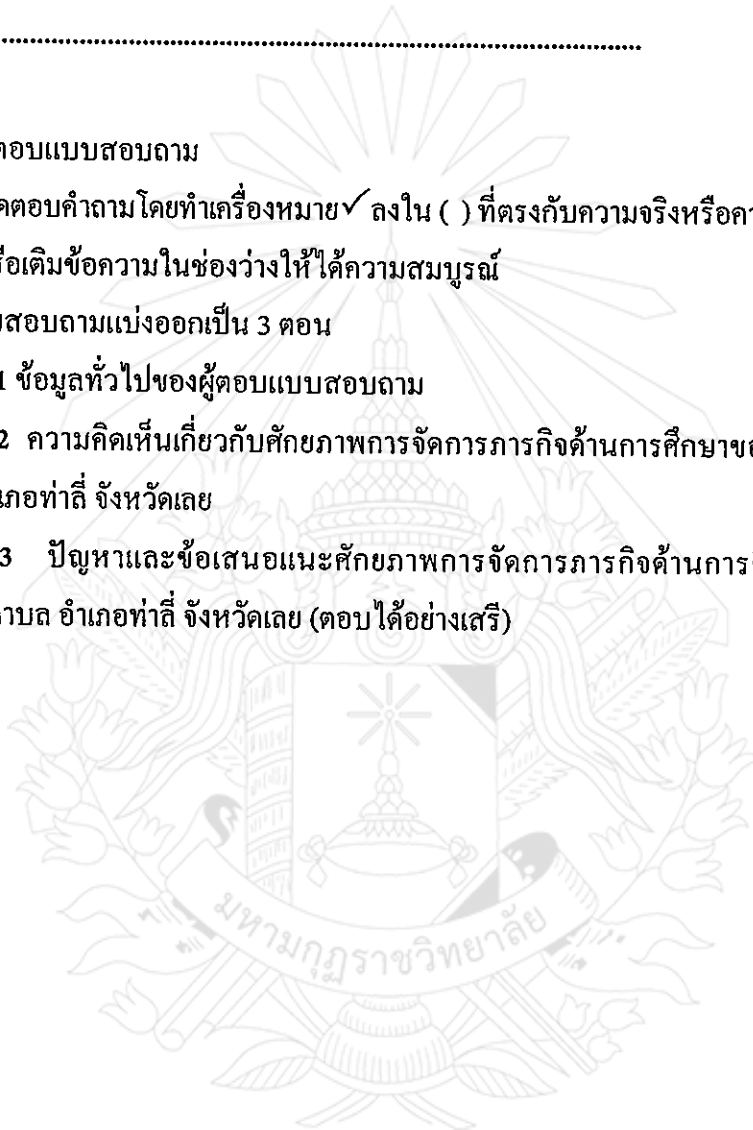 ตอบแบบสอบถาม
ดตอบคำถามโดยทำเครื่องหมาย✓ ลงใน ( ) ที่ตรงกับความจริงหรือคว
รือเติมข้อความในช่องว่างให้ได้ความสมบูรณ์
บสอบถามแบ่งออกเป็น 3 ตอน
1 ข้อมูลทั่วไปของผู้ตอบแบบสอบถาม
2 ความคิดเห็นเกี่ยวกับศักยภาพการจัดการภารกิจด้านการศึกษาขอ
เภอท่าลี่ จังหวัดเลย
3 ปัญหาและข้อเสนอแนะศักยภาพการจัดการภารกิจด้านการศ
ำบล อำเภอท่าลี่ จังหวัดเลย (ตอบได้อย่างเสรี)
มหามกุฏราชวิทยาลัย